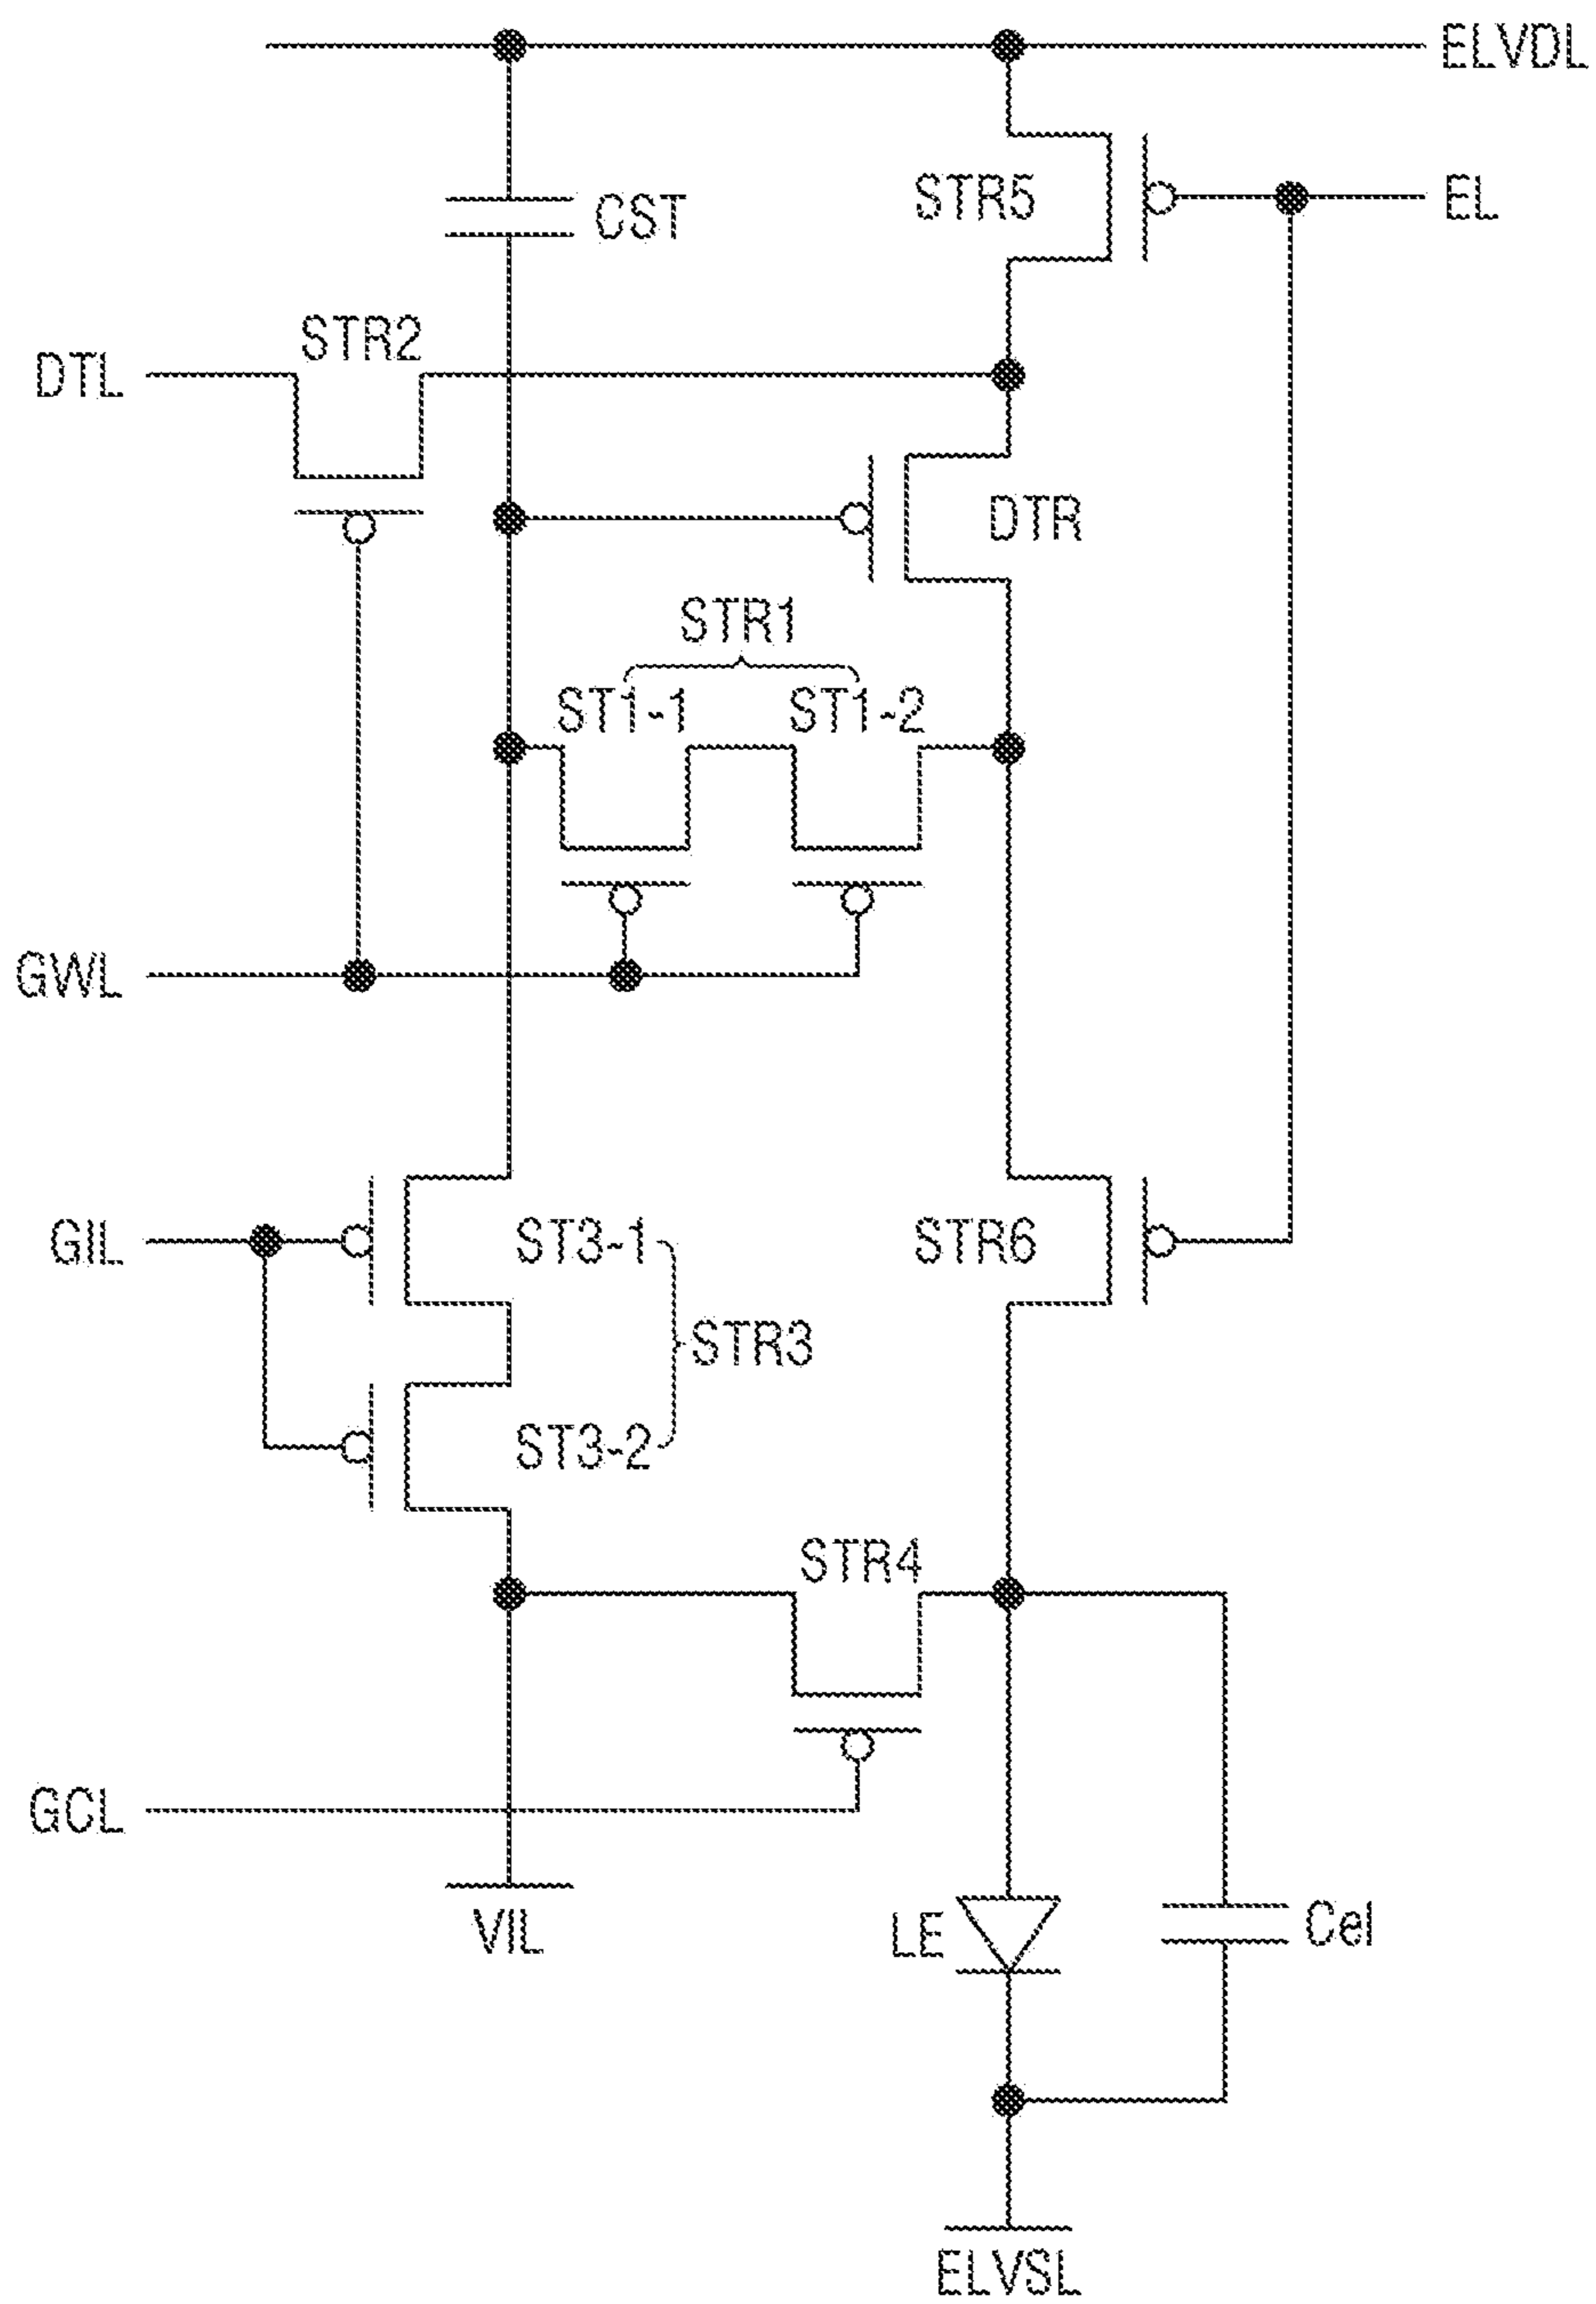 ELVDL
STR5
EL
CST
STR2
DTL
DTR
STR1
ST1-1
ST1-2
GWL
GIL
ST3-1
STR6
STR3
ST3-2
STR4
GCL
VIL
LE
Cel
ELVSL